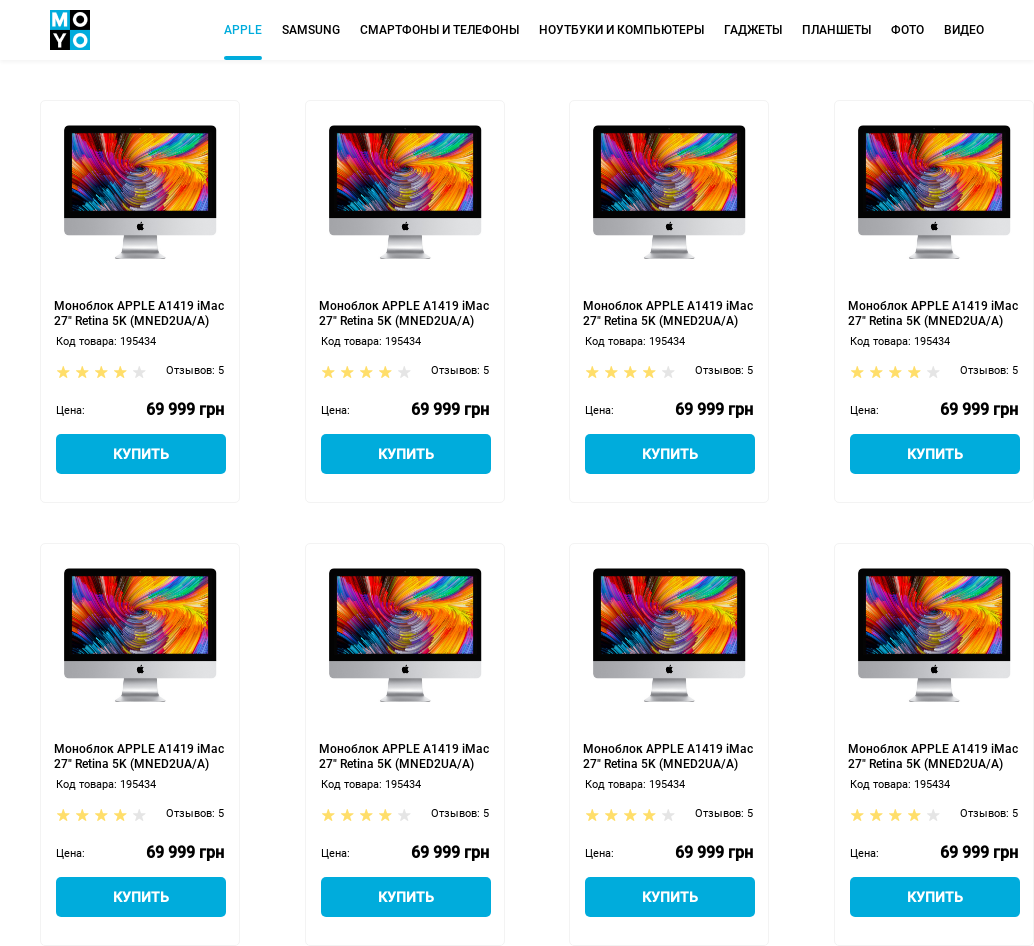 MO
YO
APPLE SAMSUNG СМАРТФОНЫ И ТЕЛЕФОНЫ НОУТБУКИ И КОМПЬЮТЕРЫ ГАДЖЕТЫ ПЛАНШЕТЫ ФОТО ВИДЕО
Моноблок APPLE A1419 iMac
27" Retina 5K (MNED2UA/A)
Код товара: 195434
Отзывов: 5
Цена: 69 999 грн
КУПИТЬ
Моноблок APPLE A1419 iMac
27" Retina 5K (MNED2UA/A)
Код товара: 195434
Отзывов: 5
Цена: 69 999 грн
КУПИТЬ
Моноблок APPLE A1419 iMac
27" Retina 5K (MNED2UA/A)
Код товара: 195434
Отзывов: 5
Цена: 69 999 грн
КУПИТЬ
Моноблок APPLE A1419 iMac
27" Retina 5K (MNED2UA/A)
Код товара: 195434
Отзывов: 5
Цена: 69 999 грн
КУПИТЬ
Моноблок APPLE A1419 iMac
27" Retina 5K (MNED2UA/A)
Код товара: 195434
Отзывов: 5
Цена: 69 999 грн
КУПИТЬ
Моноблок APPLE A1419 iMac
27" Retina 5K (MNED2UA/A)
Код товара: 195434
Отзывов: 5
Цена: 69 999 грн
КУПИТЬ
Моноблок APPLE A1419 iMac
27" Retina 5K (MNED2UA/A)
Код товара: 195434
Отзывов: 5
Цена: 69 999 грн
КУПИТЬ
Моноблок APPLE A1419 iMac
27" Retina 5K (MNED2UA/A)
Код товара: 195434
Отзывов: 5
Цена: 69 999 грн
КУПИТЬ